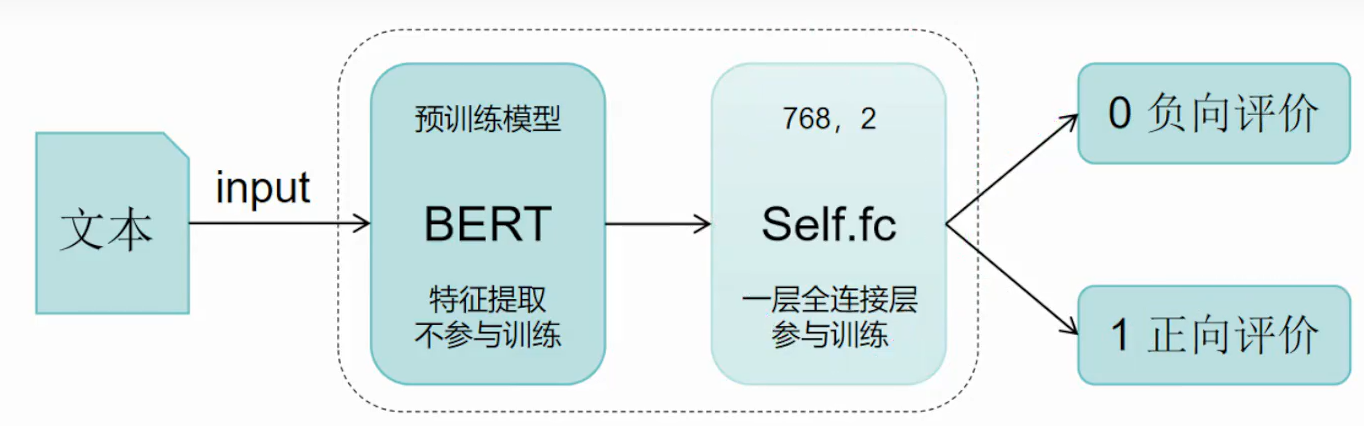 文本
input
预训练模型
BERT
特征提取
不参与训练
768，2
Self.fc
一层全连接层
参与训练
0 负向评价
1 正向评价